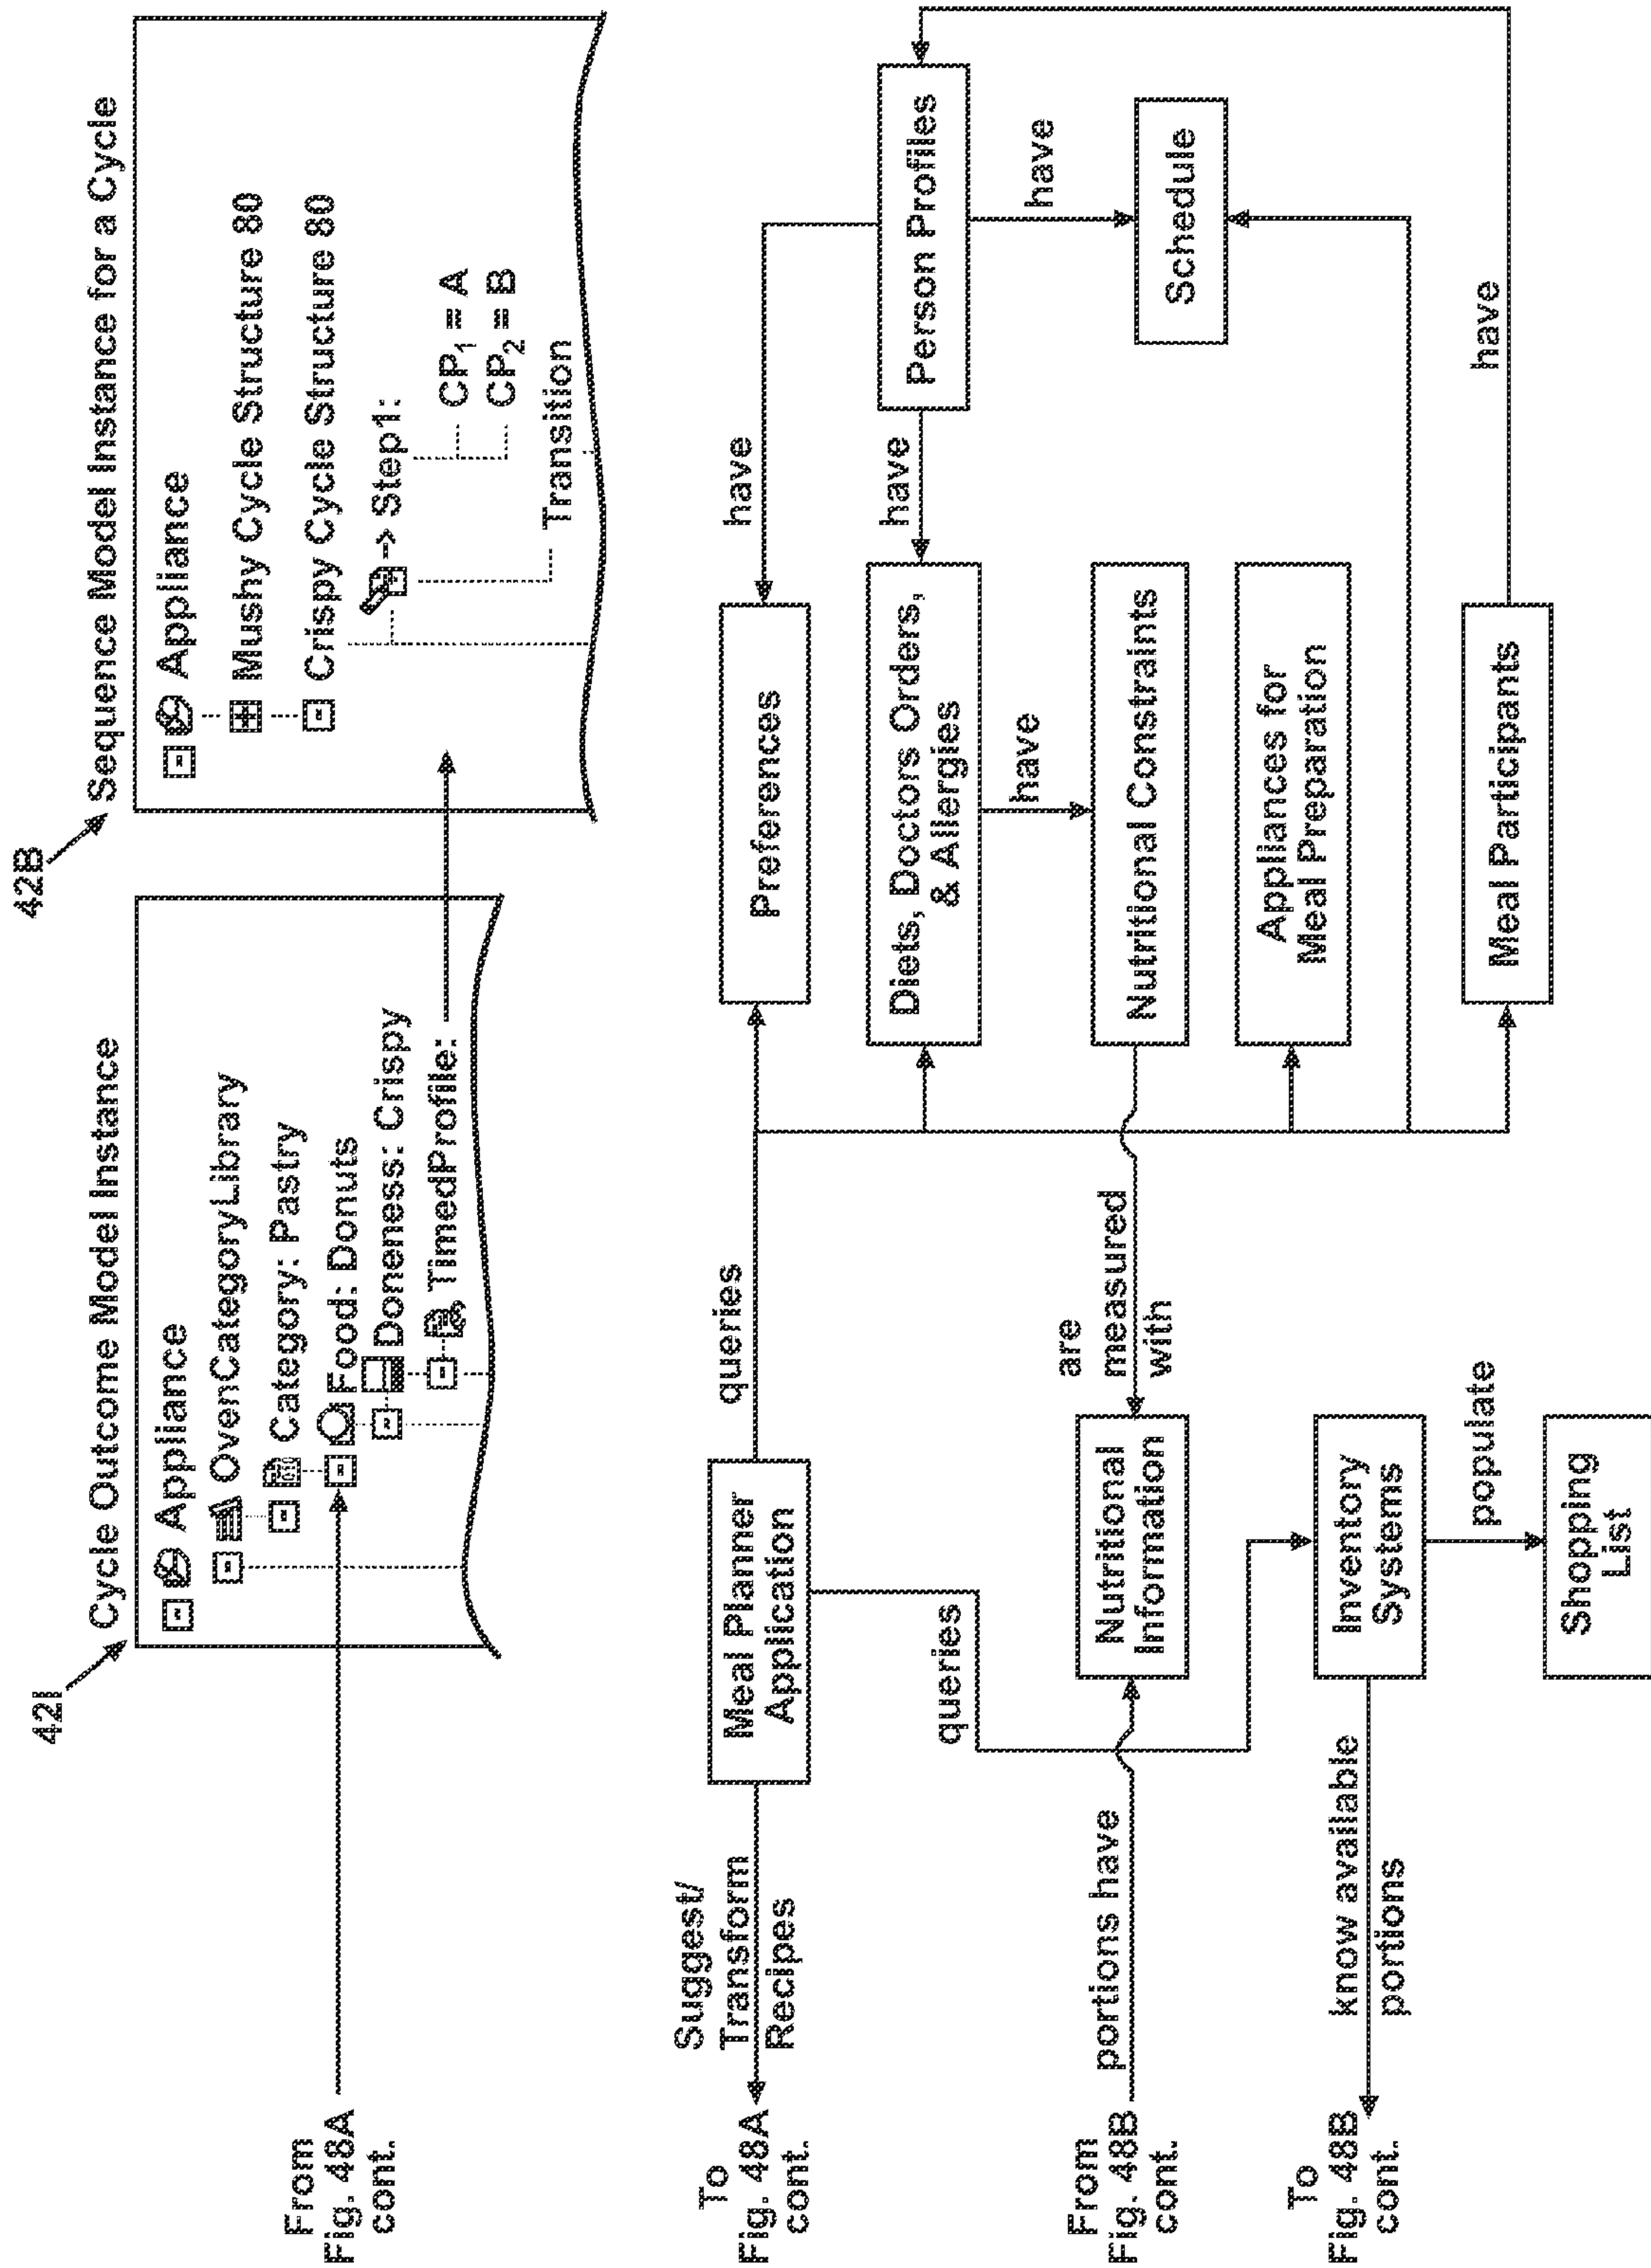 42I
Cycle Outcome Model Instance
Appliance
OvenCategoryLibrary
Category: Pastry
Food: Donuts
Doneness: Crispy
TimedProfile:
From
Fig. 48A
cont.
42B
Sequence Model Instance for a Cycle
Appliance
Mushy Cycle Structure 80
Crispy Cycle Structure 80
-> Step1:
CP1 = A
CP2 = B
Transition
To
Fig. 48A
cont.
Suggest/
Transform
Recipes
Meal Planner
Application
queries
queries
Preferences
have
Diets, Doctors Orders,
& Allergies
have
have
Person Profiles
have
Schedule
Nutritional Constraints
are
measured
with
Nutritional
Information
portions have
From
Fig. 48B
cont.
Appliances for
Meal Preparation
Meal Participants
have
Inventory
Systems
populate
Shopping
List
know available
portions
To
Fig. 48B
cont.